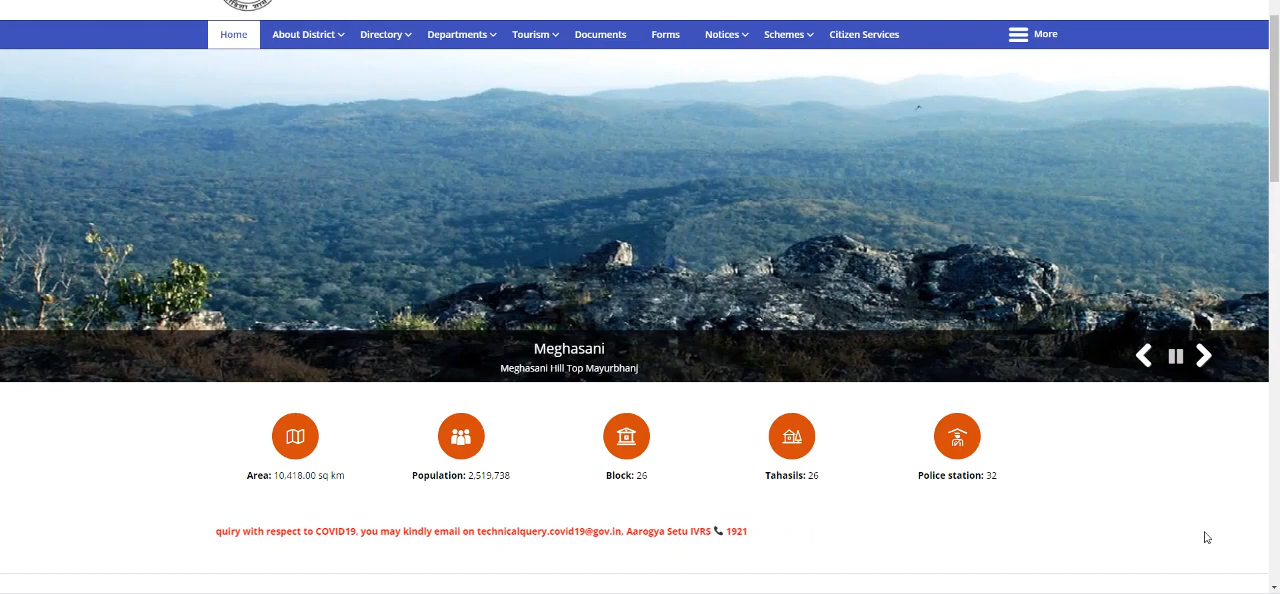 Home About District Directory Departments Tourism Documents Forms Notices Schemes Citizen Services More
Meghasani
Meghasani Hill Top Mayurbhanj
Area: 10,418.00 sq km Population: 2,519,738 Block: 26 Tahasils: 26 Police station: 32
quiry with respect to COVID19, you may kindly email on technicalquery.covid19@gov.in. Aarogya Setu IVRS 📞 1921